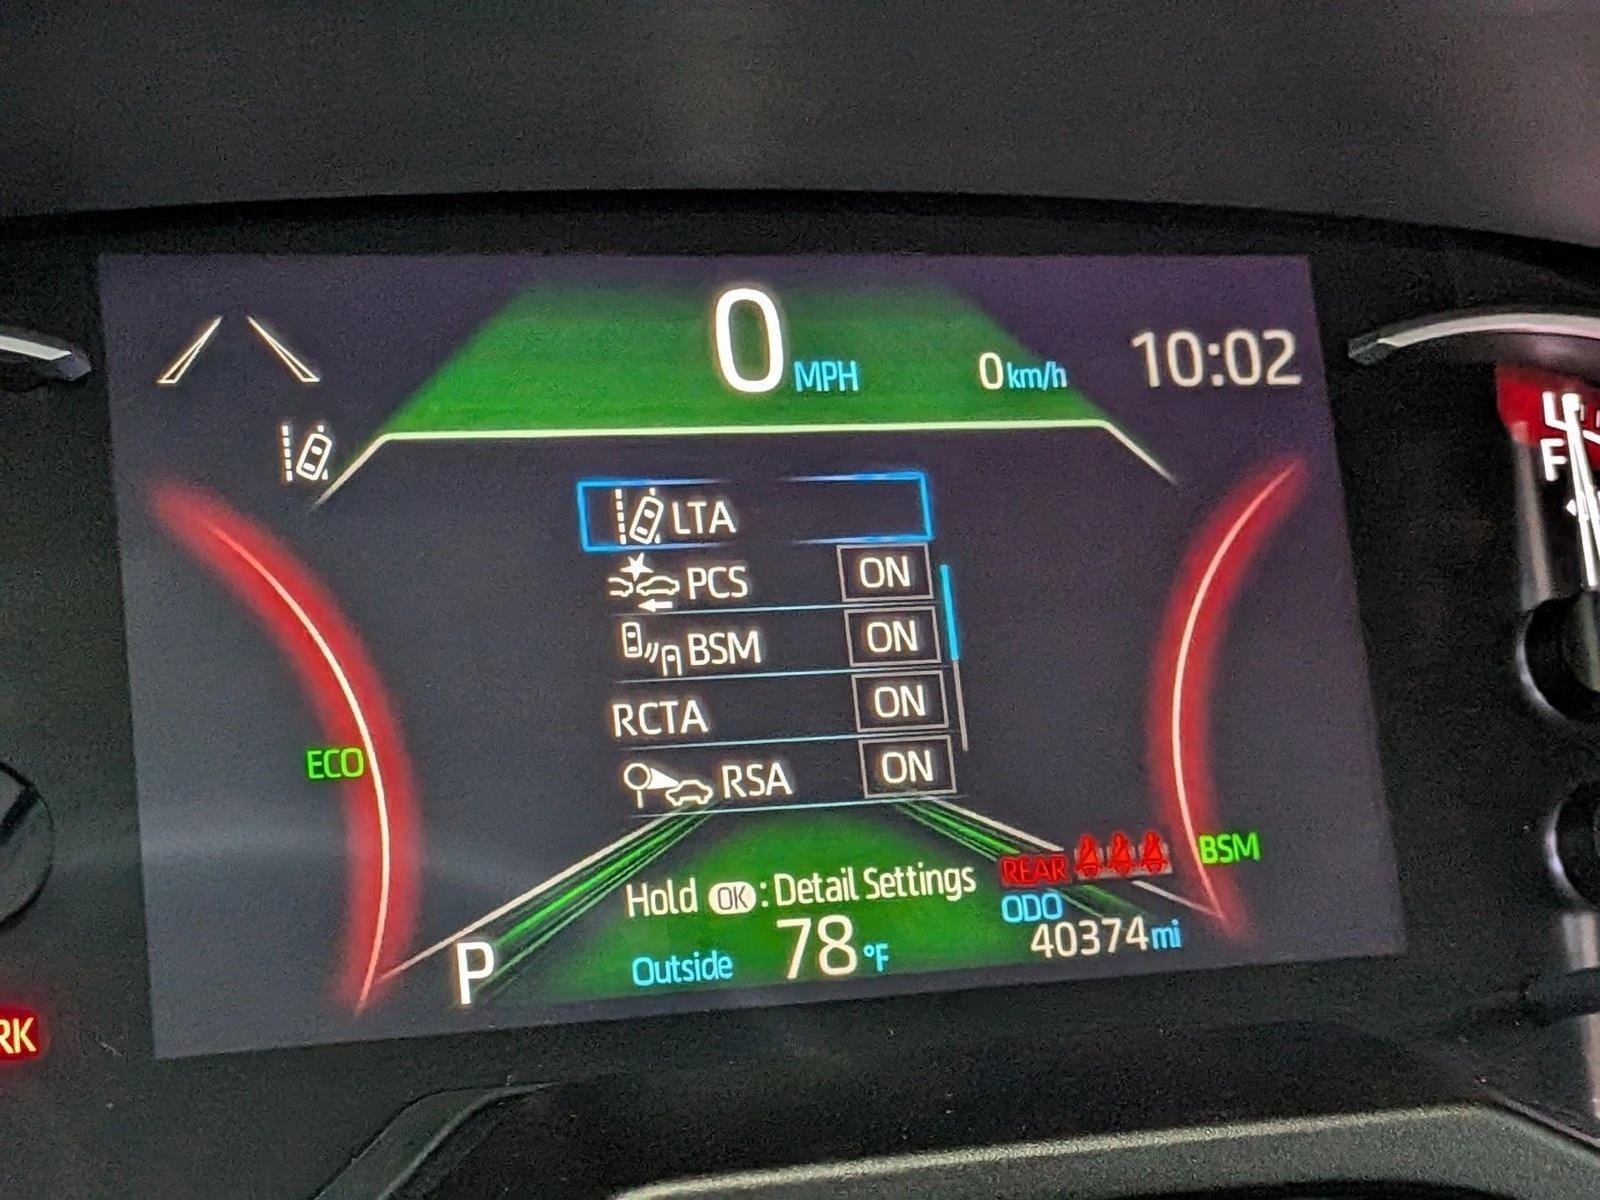 0 MPH 0 km/h 10:02
LTA
PCS ON
BSM ON
RCTA ON
RSA ON
ECO
REAR BSM
Hold OK : Detail Settings
ODO
40374 mi
P Outside 78 °F
RK
F